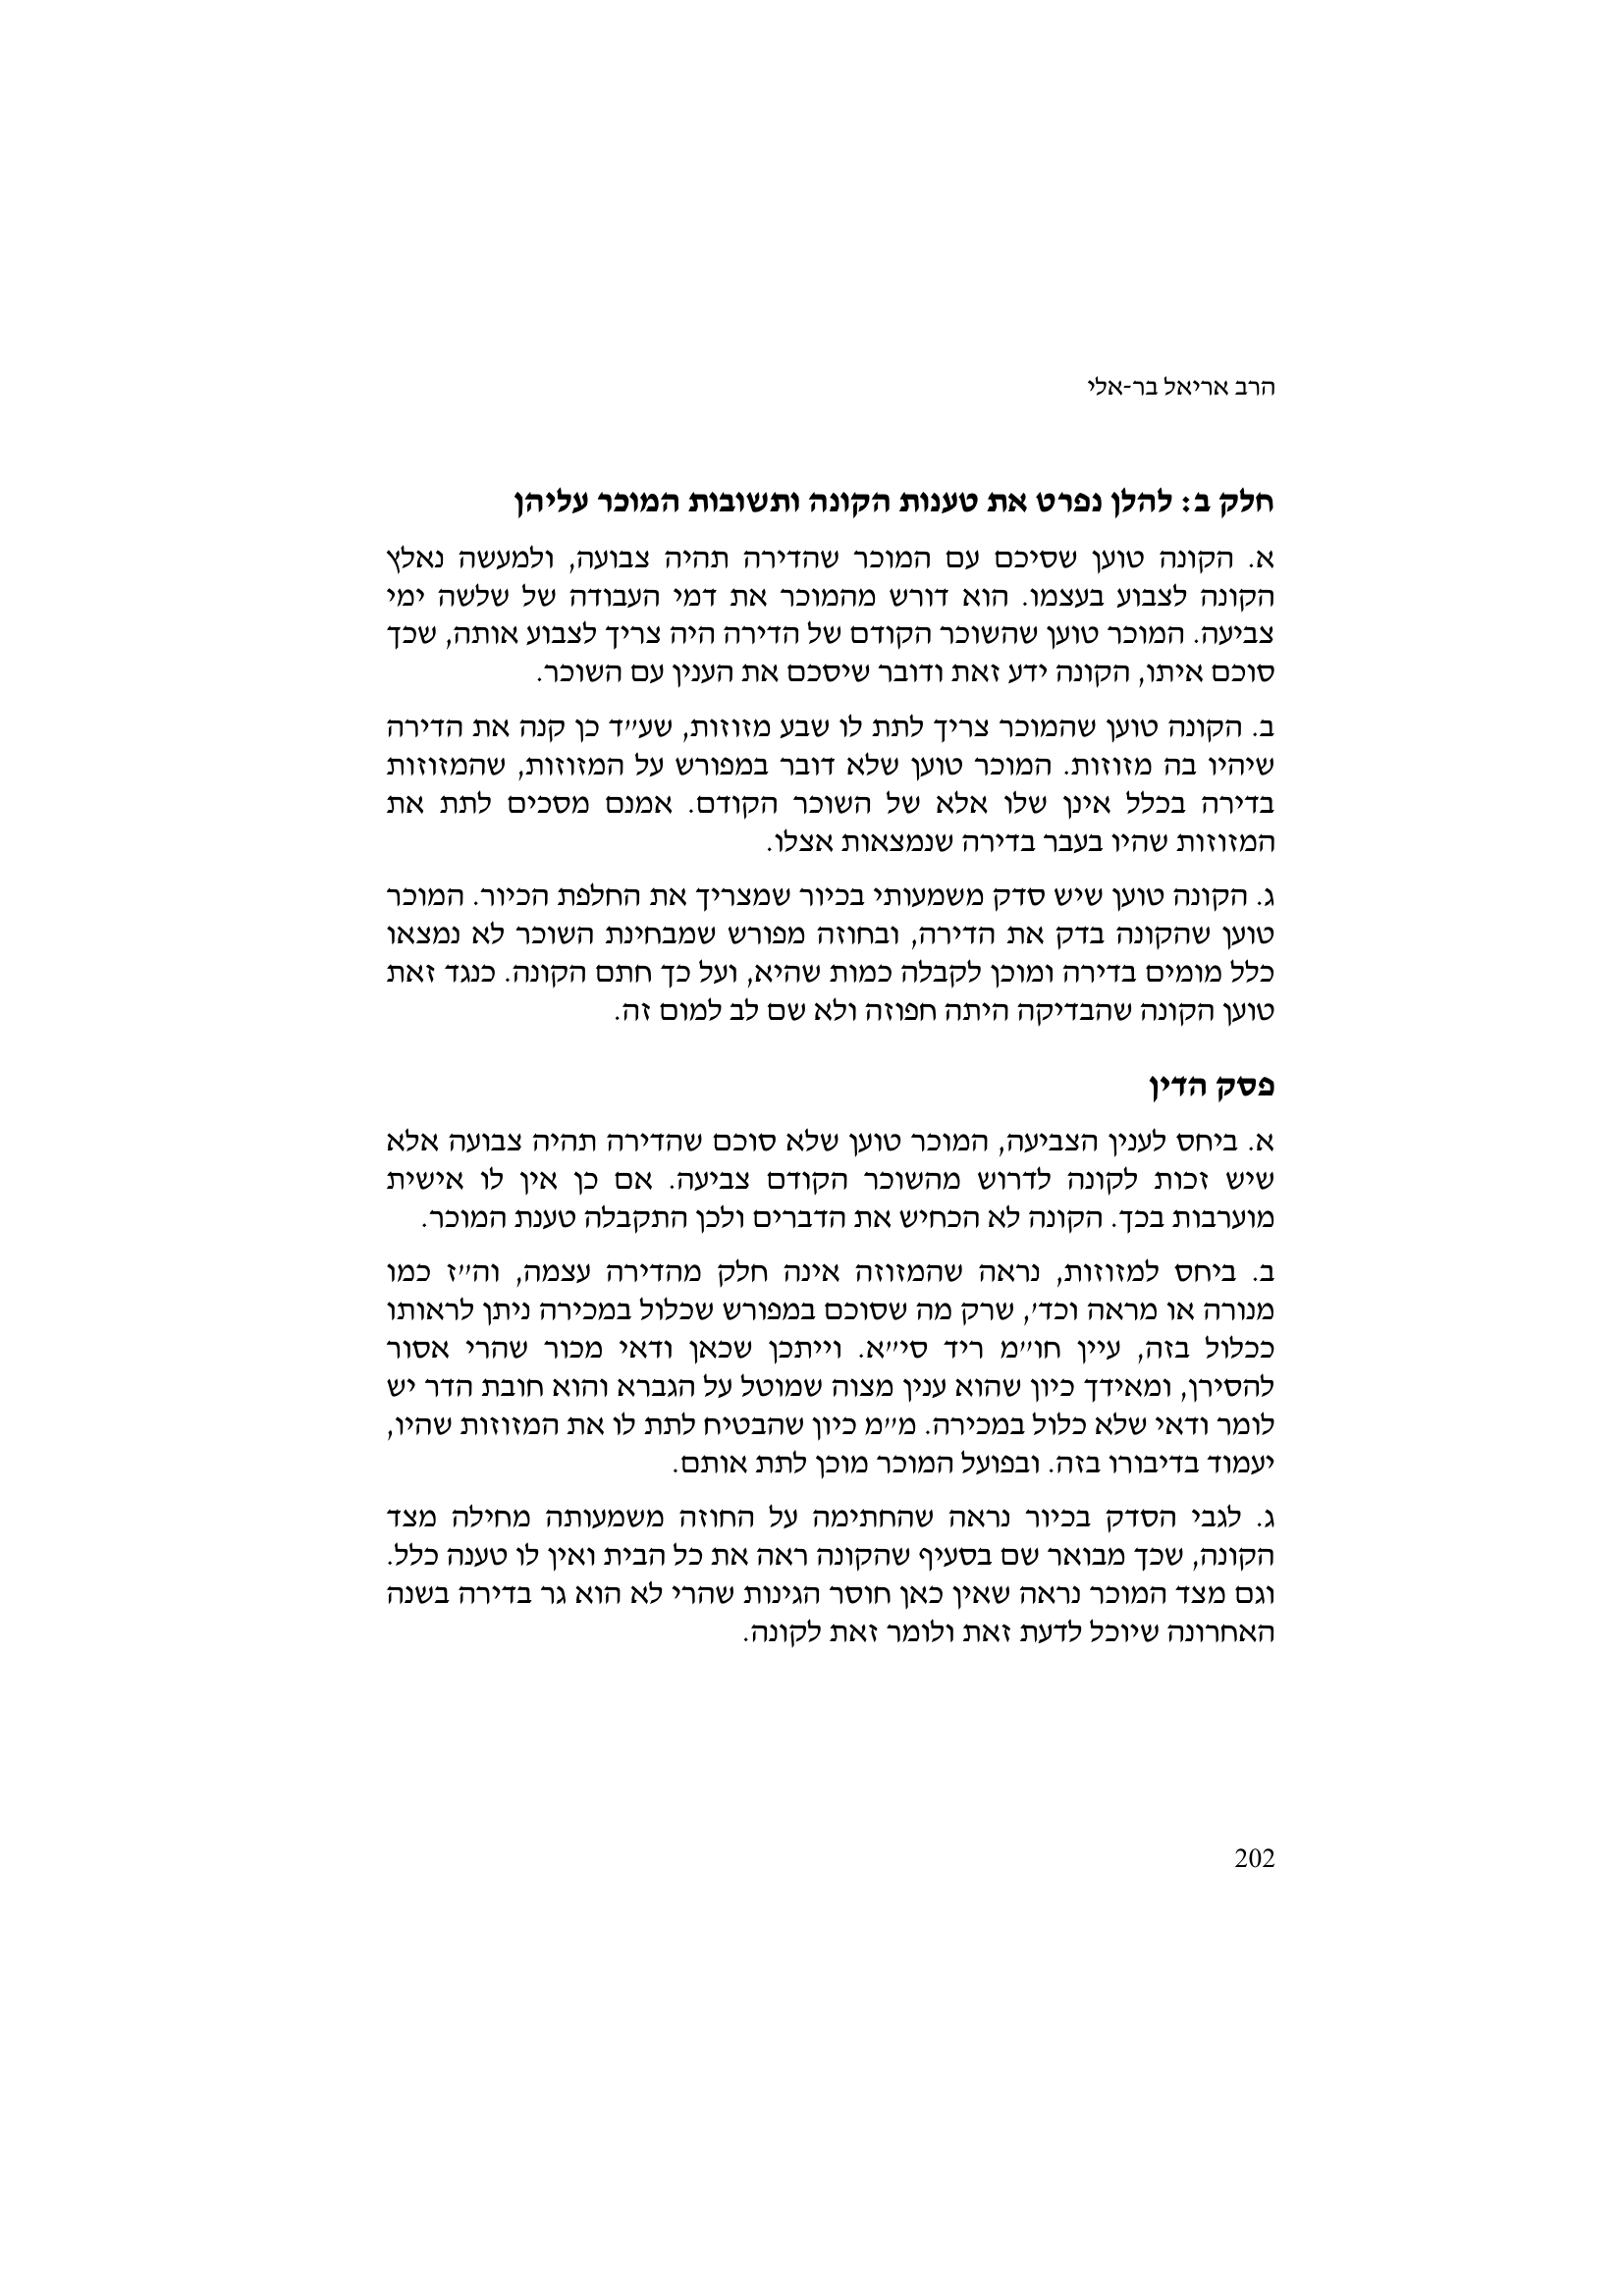 הרב אריאל בר-אלי
חלק ב: להלן נפרט את טענות הקונה ותשובות המוכר עליהן
א. הקונה טוען שסיכם עם המוכר שהדירה תהיה צבועה, ולמעשה נאלץ
הקונה לצבוע בעצמו. הוא דורש מהמוכר את דמי העבודה של שלשה ימי
צביעה. המוכר טוען שהשוכר הקודם של הדירה היה צריך לצבוע אותה, שכך
סוכם איתו, הקונה ידע זאת ודובר שיסכם את הענין עם השוכר.
ב. הקונה טוען שהמוכר צריך לתת לו שבע מזוזות, שע"ד כן קנה את הדירה
שיהיו בה מזוזות. המוכר טוען שלא דובר במפורש על המזוזות, שהמזוזות
בדירה בכלל אינן שלו אלא של השוכר הקודם. אמנם מסכים לתת את
המזוזות שהיו בעבר בדירה שנמצאות אצלו.
ג. הקונה טוען שיש סדק משמעותי בכיור שמצריך את החלפת הכיור. המוכר
טוען שהקונה בדק את הדירה, ובחוזה מפורש שמבחינת השוכר לא נמצאו
כלל מומים בדירה ומוכן לקבלה כמות שהיא, ועל כך חתם הקונה. כנגד זאת
טוען הקונה שהבדיקה היתה חפוזה ולא שם לב למום זה.
פסק הדין
א. ביחס לענין הצביעה, המוכר טוען שלא סוכם שהדירה תהיה צבועה אלא
שיש זכות לקונה לדרוש מהשוכר הקודם צביעה. אם כן אין לו אישית
מוערבות בכך. הקונה לא הכחיש את הדברים ולכן התקבלה טענת המוכר.
ב. ביחס למזוזות, נראה שהמזוזה אינה חלק מהדירה עצמה, וה"ז כמו
מנורה או מראה וכד', שרק מה שסוכם במפורש שכלול במכירה ניתן לראותו
ככלול בזה, עיין חו"מ ריד סי"א. וייתכן שכאן ודאי מכור שהרי אסור
להסירן, ומאידך כיון שהוא ענין מצוה שמוטל על הגברא והוא חובת הדר יש
לומר ודאי שלא כלול במכירה. מ"מ כיון שהבטיח לתת לו את המזוזות שהיו,
יעמוד בדיבורו בזה. ובפועל המוכר מוכן לתת אותם.
ג. לגבי הסדק בכיור נראה שהחתימה על החוזה משמעותה מחילה מצד
הקונה, שכך מבואר שם בסעיף שהקונה ראה את כל הבית ואין לו טענה כלל.
וגם מצד המוכר נראה שאין כאן חוסר הגינות שהרי לא הוא גר בדירה בשנה
האחרונה שיוכל לדעת זאת ולומר זאת לקונה.
202